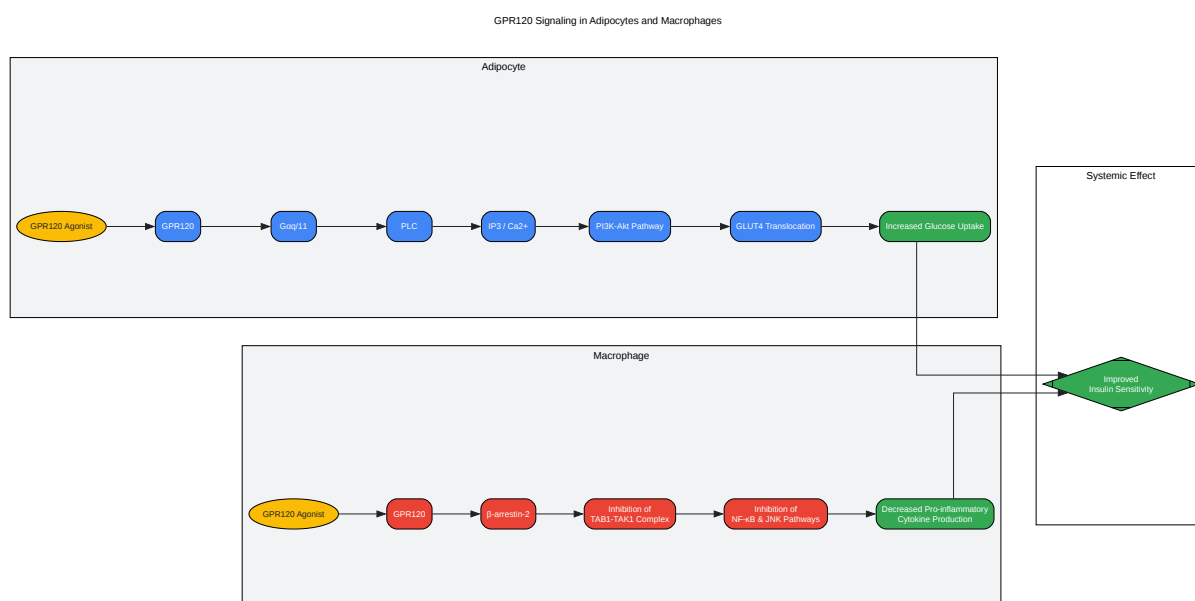 GPR120 Signaling in Adipocytes and Macrophages
Adipocyte
Systemic Effect
GPR120 Agonist
GPR120
Gαq/11
PLC
IP3 / Ca2+
PI3K-Akt Pathway
GLUT4 Translocation
Increased Glucose Uptake
Macrophage
Improved
Insulin Sensitivity
GPR120 Agonist
GPR120
β-arrestin-2
Inhibition of
TAB1-TAK1 Complex
Inhibition of
NF-κB & JNK Pathways
Decreased Pro-inflammatory
Cytokine Production